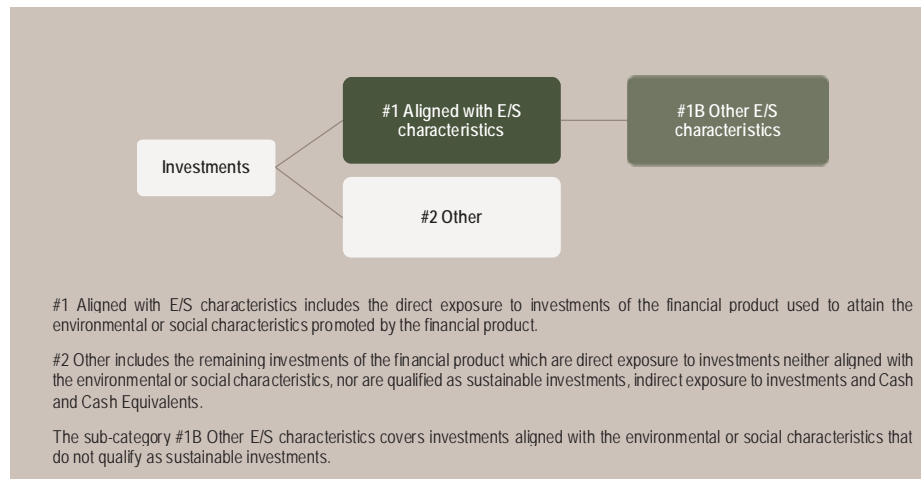 #1 Aligned with E/S
characteristics
#1B Other E/S
characteristics
Investments
#2 Other
#1 Aligned with E/S characteristics includes the direct exposure to investments of the financial product used to attain the
environmental or social characteristics promoted by the financial product.
#2 Other includes the remaining investments of the financial product which are direct exposure to investments neither aligned with
the environmental or social characteristics, nor are qualified as sustainable investments, indirect exposure to investments and Cash
and Cash Equivalents.
The sub-category #1B Other E/S characteristics covers investments aligned with the environmental or social characteristics that
do not qualify as sustainable investments.